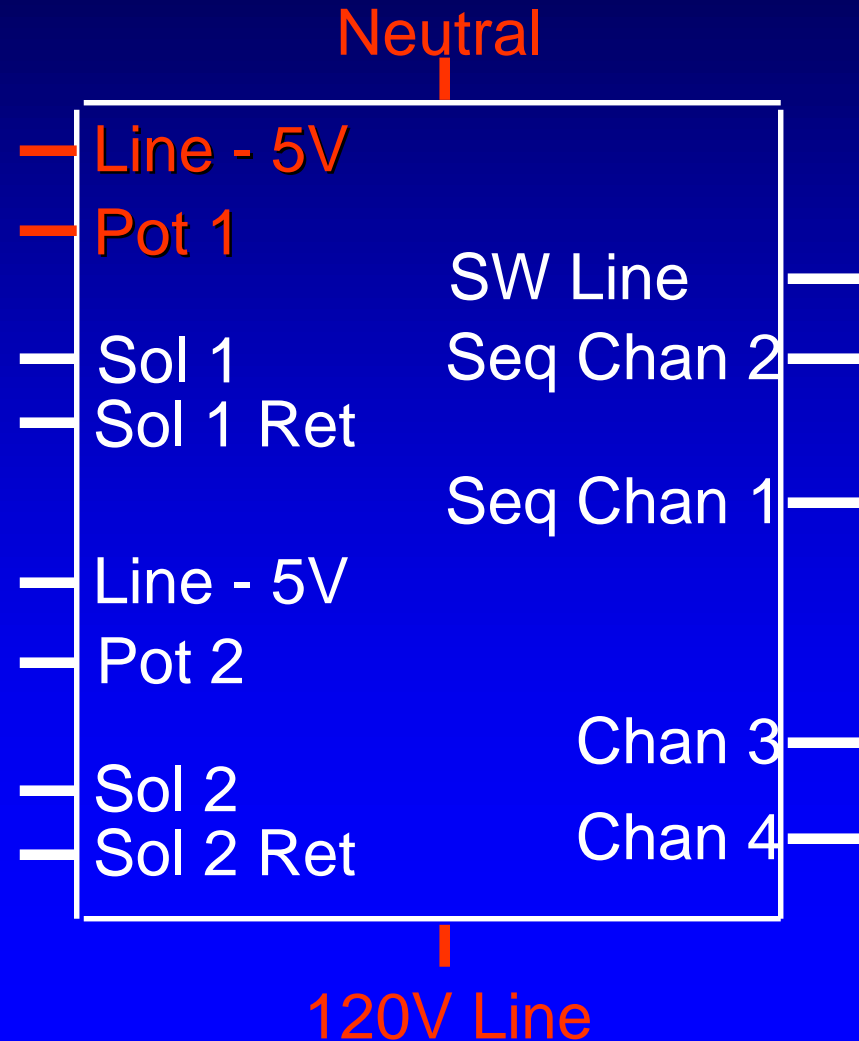 Neutral
Line - 5V
Pot 1
SW Line
Sol 1
Seq Chan 2
Sol 1 Ret
Seq Chan 1
Line - 5V
Pot 2
Chan 3
Sol 2
Chan 4
Sol 2 Ret
120V Line